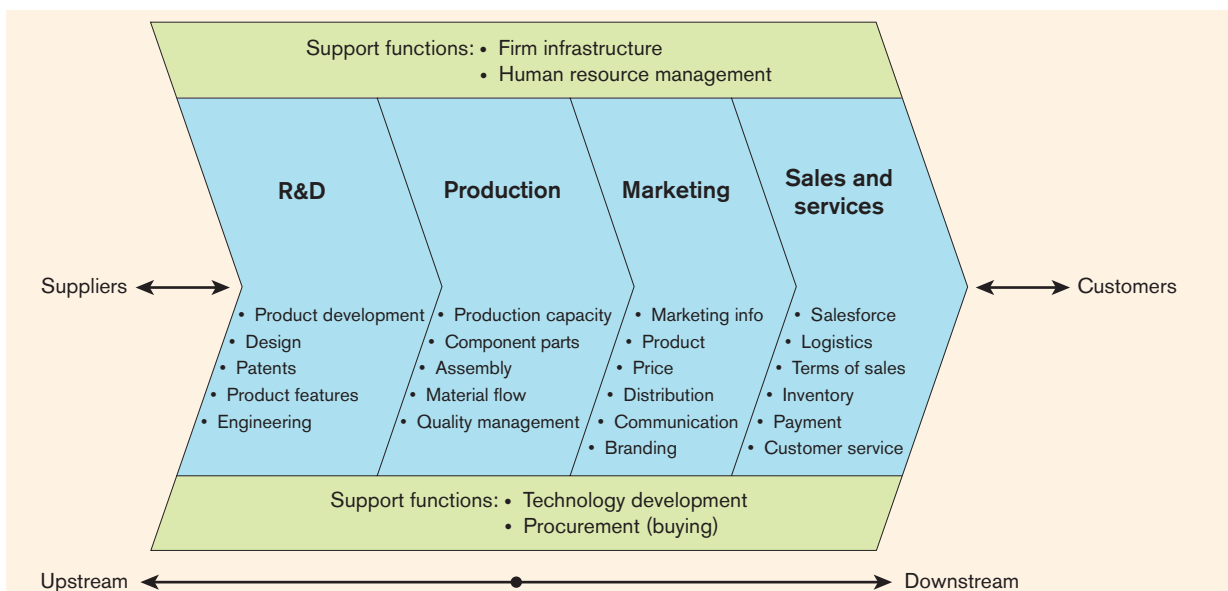 Support functions: • Firm infrastructure
• Human resource management
R&D
Production
Marketing
Sales and
services
Suppliers
Customers
• Product development
• Design
• Patents
• Product features
• Engineering
• Production capacity
• Component parts
• Assembly
• Material flow
• Quality management
• Marketing info
• Product
• Price
• Distribution
• Communication
• Branding
• Salesforce
• Logistics
• Terms of sales
• Inventory
• Payment
• Customer service
Support functions: • Technology development
• Procurement (buying)
Upstream
Downstream